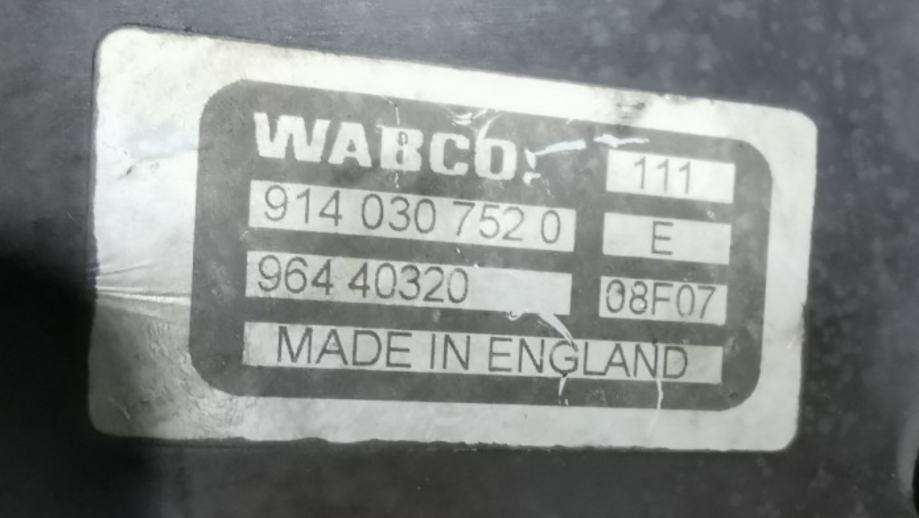 WABCO 111
914 030 752 0 E
964 40320 08F07
MADE IN ENGLAND